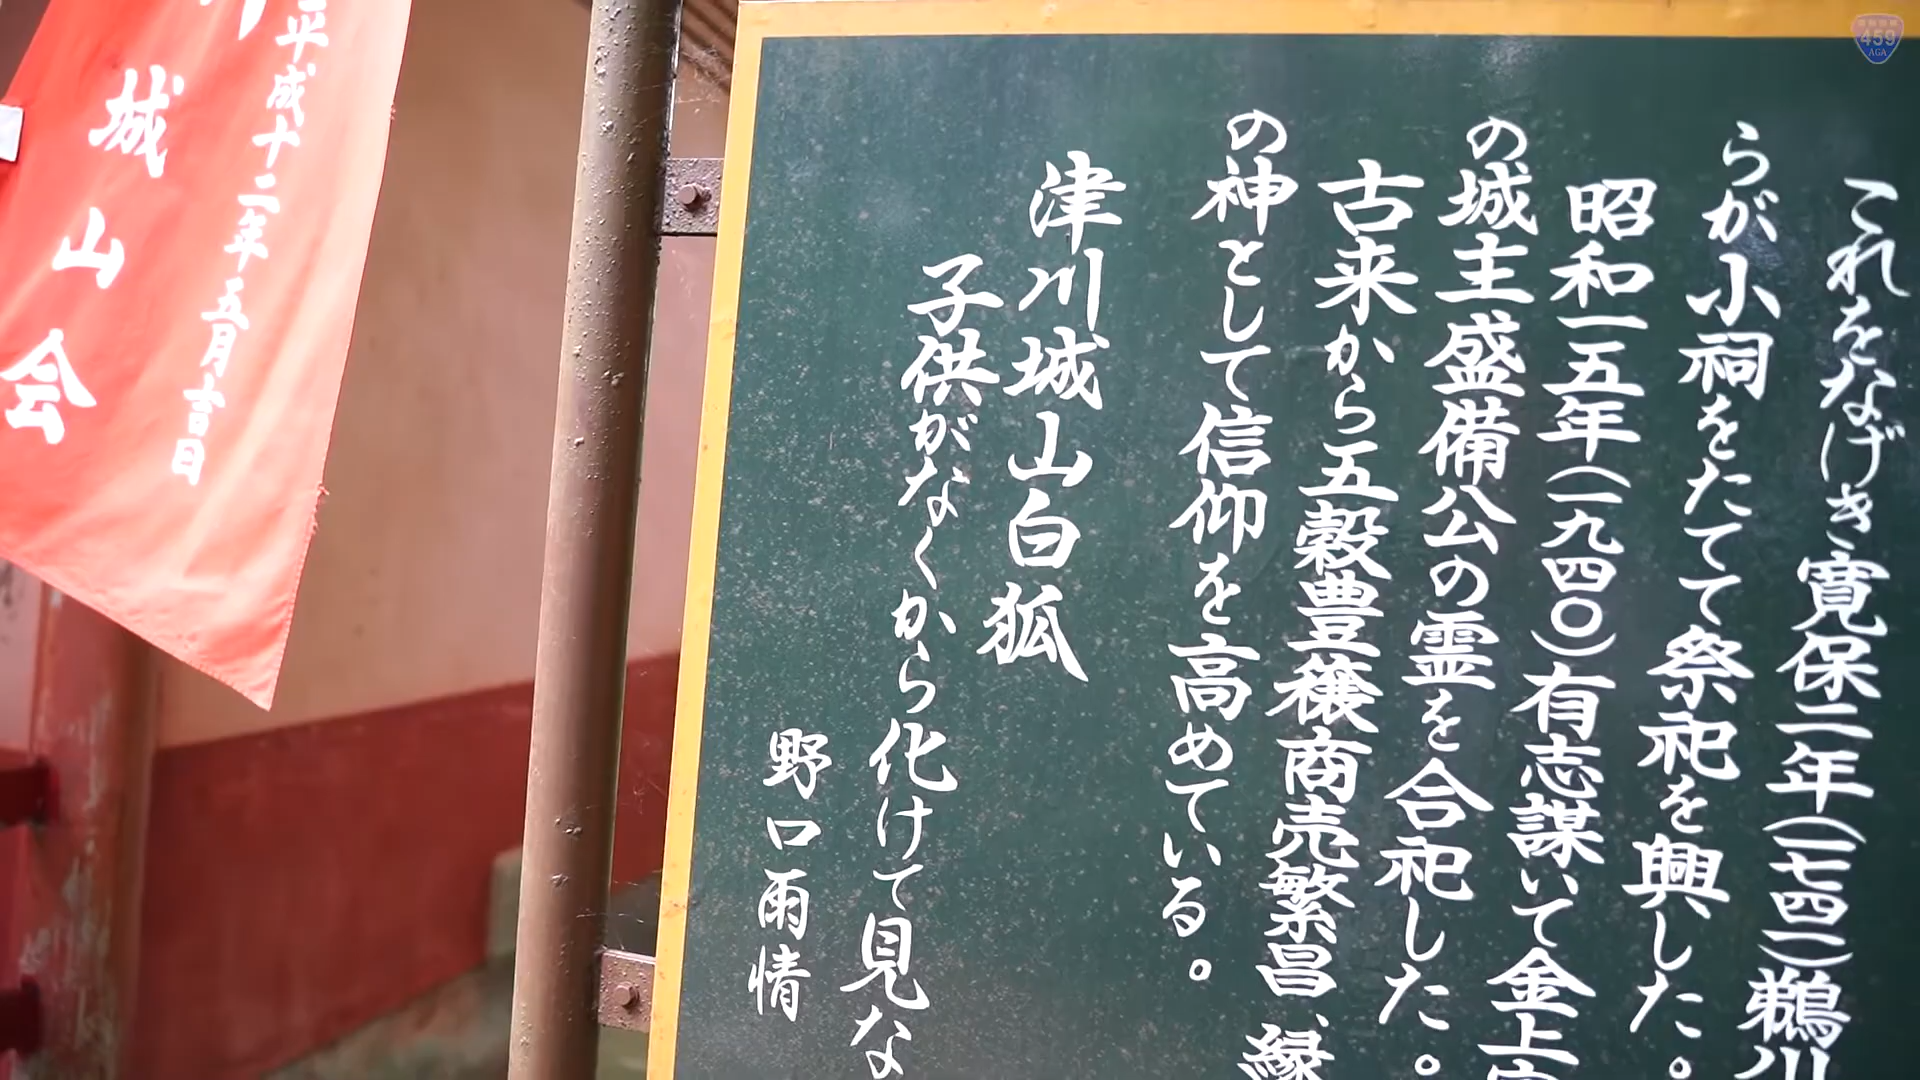 これをなげき寛保二年(一七四二)鵜川
らが小祠をたてて祭祀を興した。
昭和一五年(一九四〇)有志謀いて金上
の城主盛備公の霊を合祀した。
古来から五穀豊穣商売繁昌、縁
の神として信仰を高めている。
津川城山白狐
子供がなくから化けて見な
野口雨情
平成十二年五月吉日
城山会
459
AGA